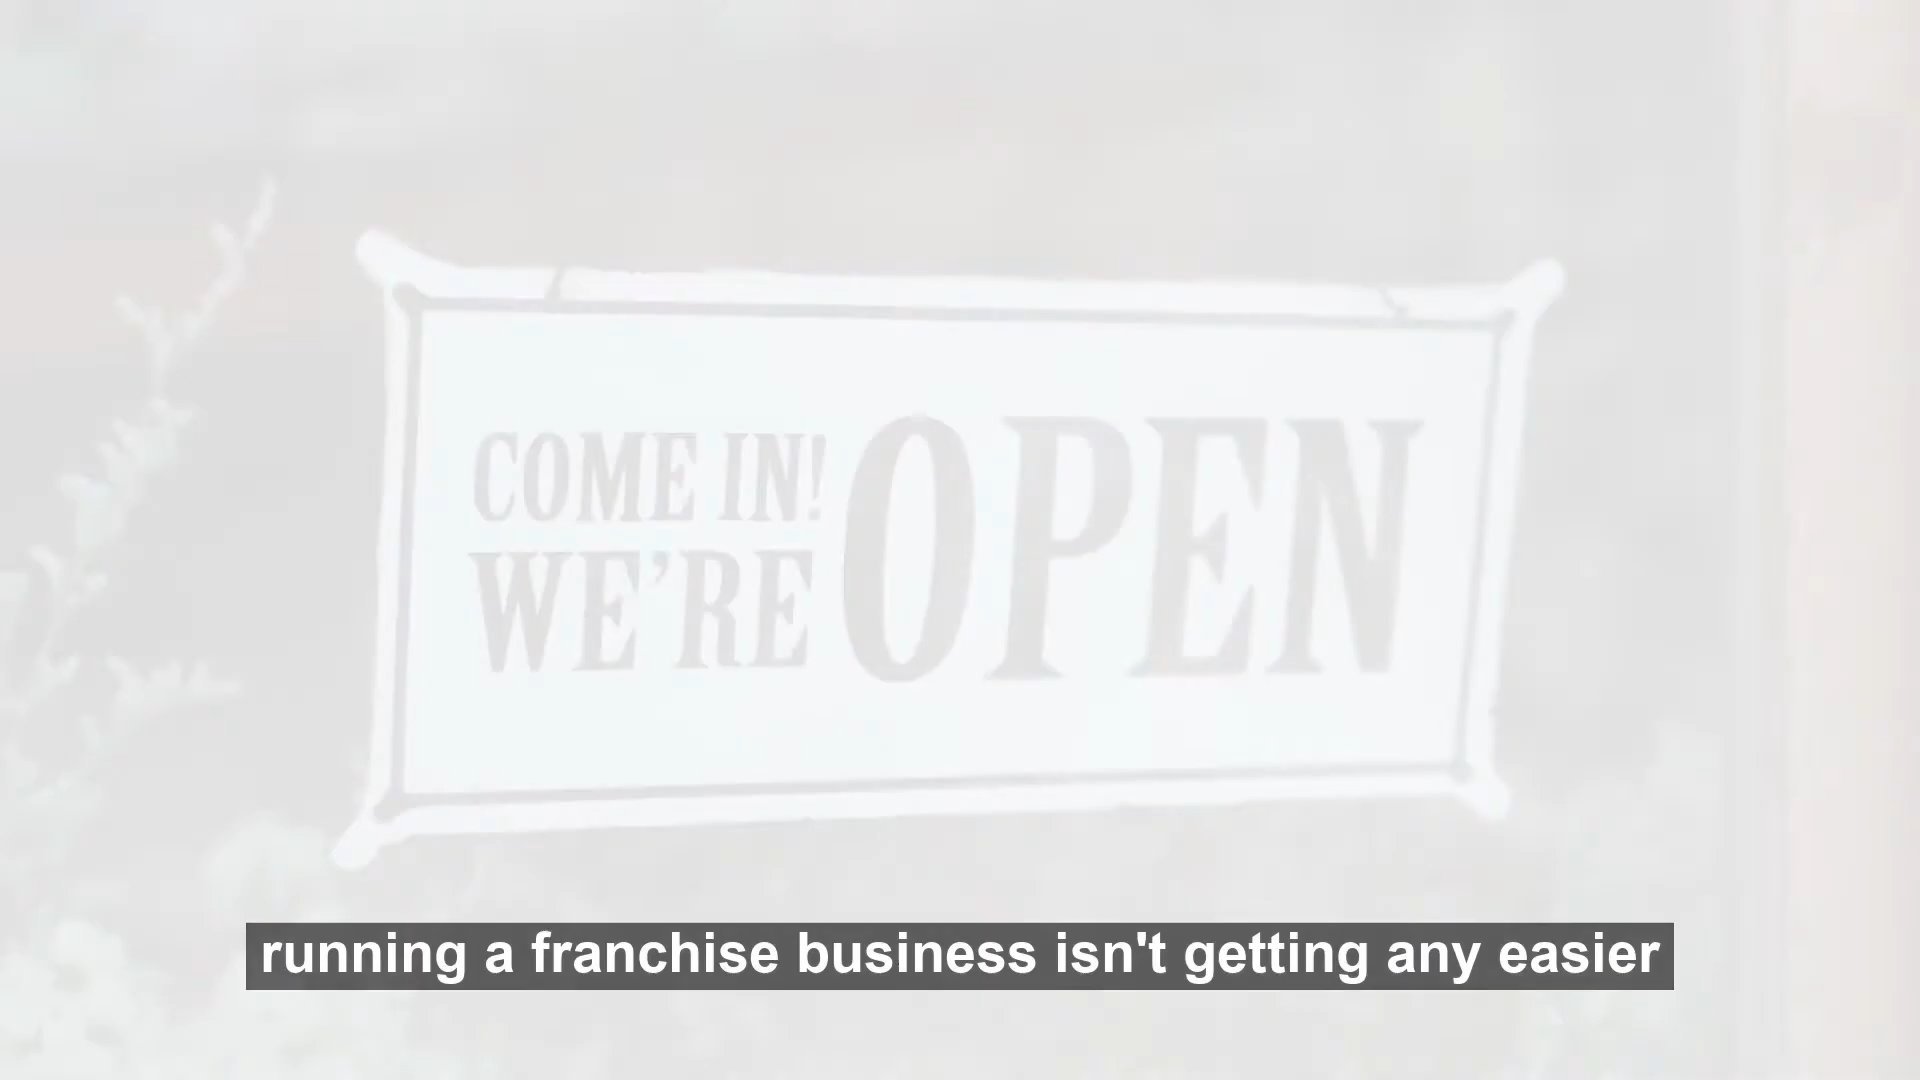 COME IN!
WE'RE OPEN
running a franchise business isn't getting any easier